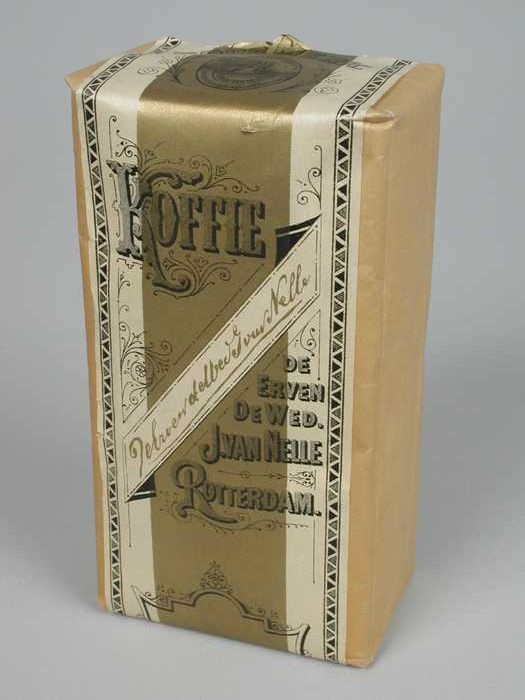 KOFFIE
De Erven de Wed. J. van Nelle
DE
ERVEN
DE WED.
J. VAN NELLE
ROTTERDAM.